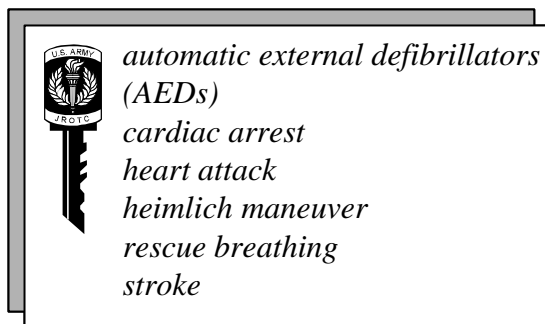 U.S. ARMY
JROTC
automatic external defibrillators
(AEDs)
cardiac arrest
heart attack
heimlich maneuver
rescue breathing
stroke